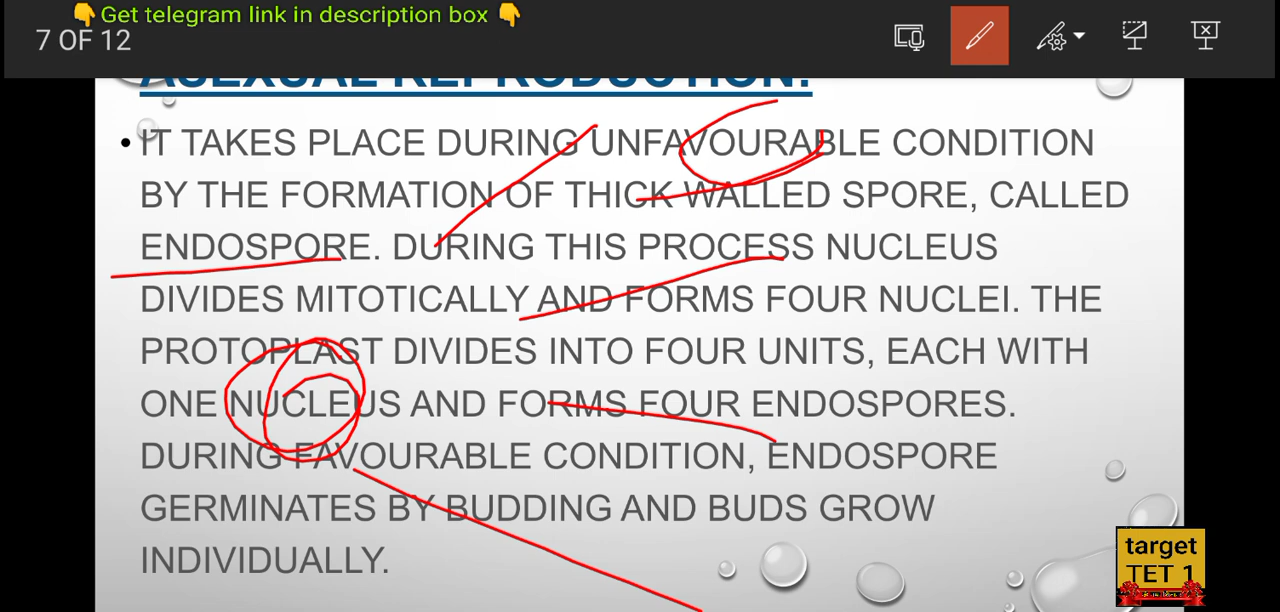 👇Get telegram link in description box 👇
7 OF 12
ASEXUAL REPRODUCTION:
• IT TAKES PLACE DURING UNFAVOURABLE CONDITION
BY THE FORMATION OF THICK WALLED SPORE, CALLED
ENDOSPORE. DURING THIS PROCESS NUCLEUS
DIVIDES MITOTICALLY AND FORMS FOUR NUCLEI. THE
PROTOPLAST DIVIDES INTO FOUR UNITS, EACH WITH
ONE NUCLEUS AND FORMS FOUR ENDOSPORES.
DURING FAVOURABLE CONDITION, ENDOSPORE
GERMINATES BY BUDDING AND BUDS GROW
INDIVIDUALLY.
target
TET 1